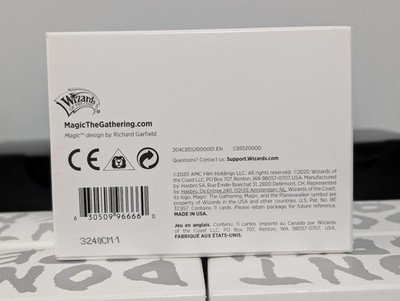 Wizards
MagicTheGathering.com
Magic™ design by Richard Garfield
204C8552000001 EN C85520000
Questions? Contact us: Support.Wizards.com
©2020 AMC Film Holdings LLC. All rights reserved. ©2020 Wizards of
the Coast LLC, PO Box 707, Renton, WA 98057-0707, USA. Manufactured
by: Hasbro SA, Rue Emile-Boéchat 31, 2800 Delémont, CH. Represented
by: Hasbro, De Entrée 240, 1101 EE Amsterdam, NL. Wizards of the Coast,
its logo, Magic: The Gathering, Magic, and the Planeswalker symbol are
property of Wizards in the USA and other countries. U.S. Pat. No. RE
37,957. Contains 11 cards. Please retain package for future reference.
Jeu en anglais. Contenu: 11 cartes. Importé au Canada par Wizards
of the Coast LLC, PO Box 707, Renton, WA 98057-0707, USA.
FABRIQUÉ AUX ÉTATS-UNIS.
MADE IN USA
CE
6 30509 96666 0
3240CM1